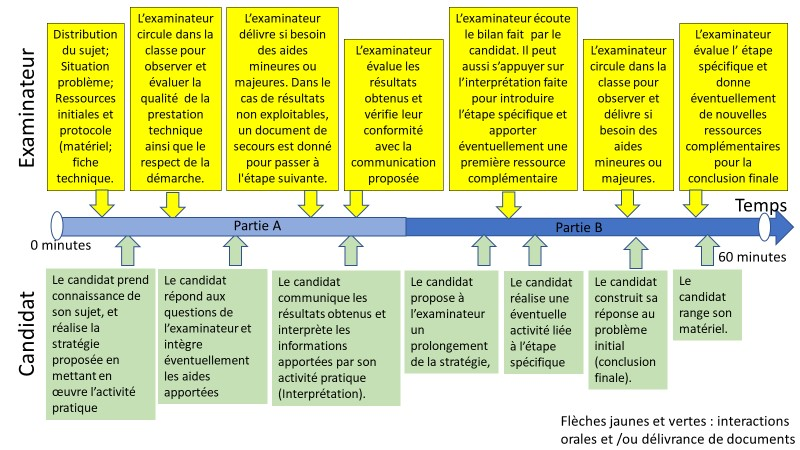 Examinateur
Distribution
du sujet;
Situation
problème;
Ressources
initiales et
protocole
(matériel;
fiche
technique.
L’examinateur
circule dans la
classe pour
observer et
évaluer la
qualité de la
prestation
technique
ainsi que le
respect de la
démarche.
L’examinateur
délivre si besoin
des aides
mineures ou
majeures. Dans le
cas de résultats
non exploitables,
un document de
secours est donné
pour passer à
l'étape suivante.
L’examinateur
évalue les
résultats
obtenus et
vérifie leur
conformité
avec la
communication
proposée
L’examinateur écoute
le bilan fait par le
candidat. Il peut
aussi s’appuyer sur
l’interprétation faite
pour introduire
l’étape spécifique et
apporter
éventuellement une
première ressource
complémentaire
L’examinateur
circule dans la
classe pour
observer et
délivre si
besoin des
aides
mineures ou
majeures.
L’examinateur
évalue l’ étape
spécifique et
donne
éventuellement
de nouvelles
ressources
complémentaires
pour la
conclusion finale
Temps
Partie A
Partie B
0 minutes
60 minutes
Candidat
Le candidat prend
connaissance de
son sujet, et
réalise la
stratégie
proposée en
mettant en
œuvre l’activité
pratique
Le candidat
répond aux
questions de
l’examinateur et
intègre
éventuellement
les aides
apportées
Le candidat
communique les
résultats obtenus et
interprète les
informations
apportées par son
activité pratique
(Interprétation).
Le candidat
propose à
l’examinateur
un
prolongement
de la stratégie,
Le candidat
réalise une
éventuelle
activité liée
à l’étape
spécifique
Le candidat
construit sa
réponse au
problème
initial
(conclusion
finale).
Le
candidat
range son
matériel.
Flèches jaunes et vertes : interactions
orales et /ou délivrance de documents